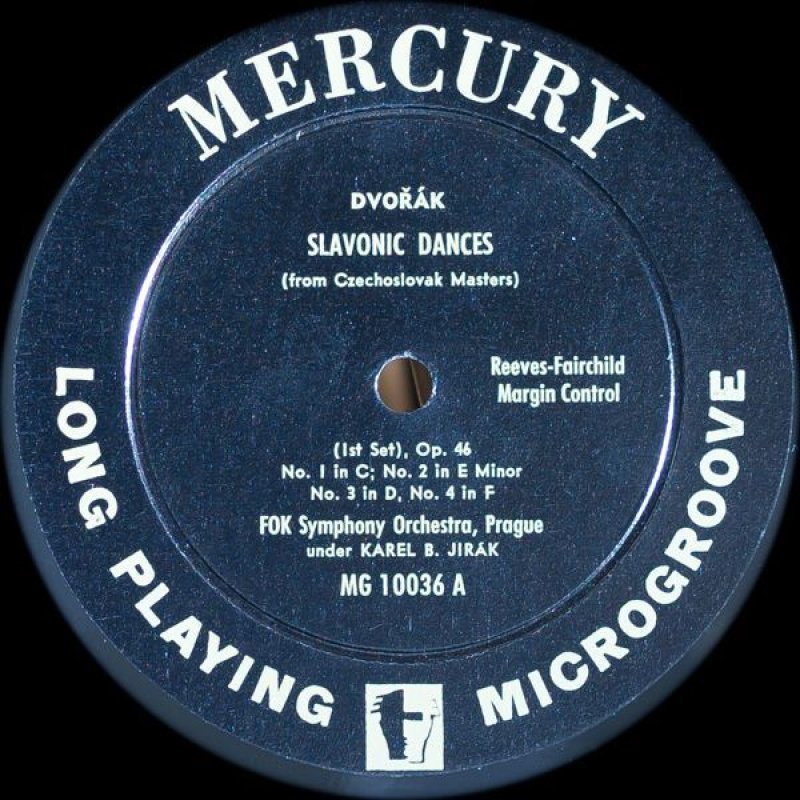 MERCURY
DVOŘÁK
SLAVONIC DANCES
(from Czechoslovak Masters)
Reeves-Fairchild
Margin Control
(1st Set), Op. 46
No. 1 in C; No. 2 in E Minor
No. 3 in D, No. 4 in F
FOK Symphony Orchestra, Prague
under KAREL B. JIRÁK
MG 10036 A
LONG PLAYING MICROGROOVE